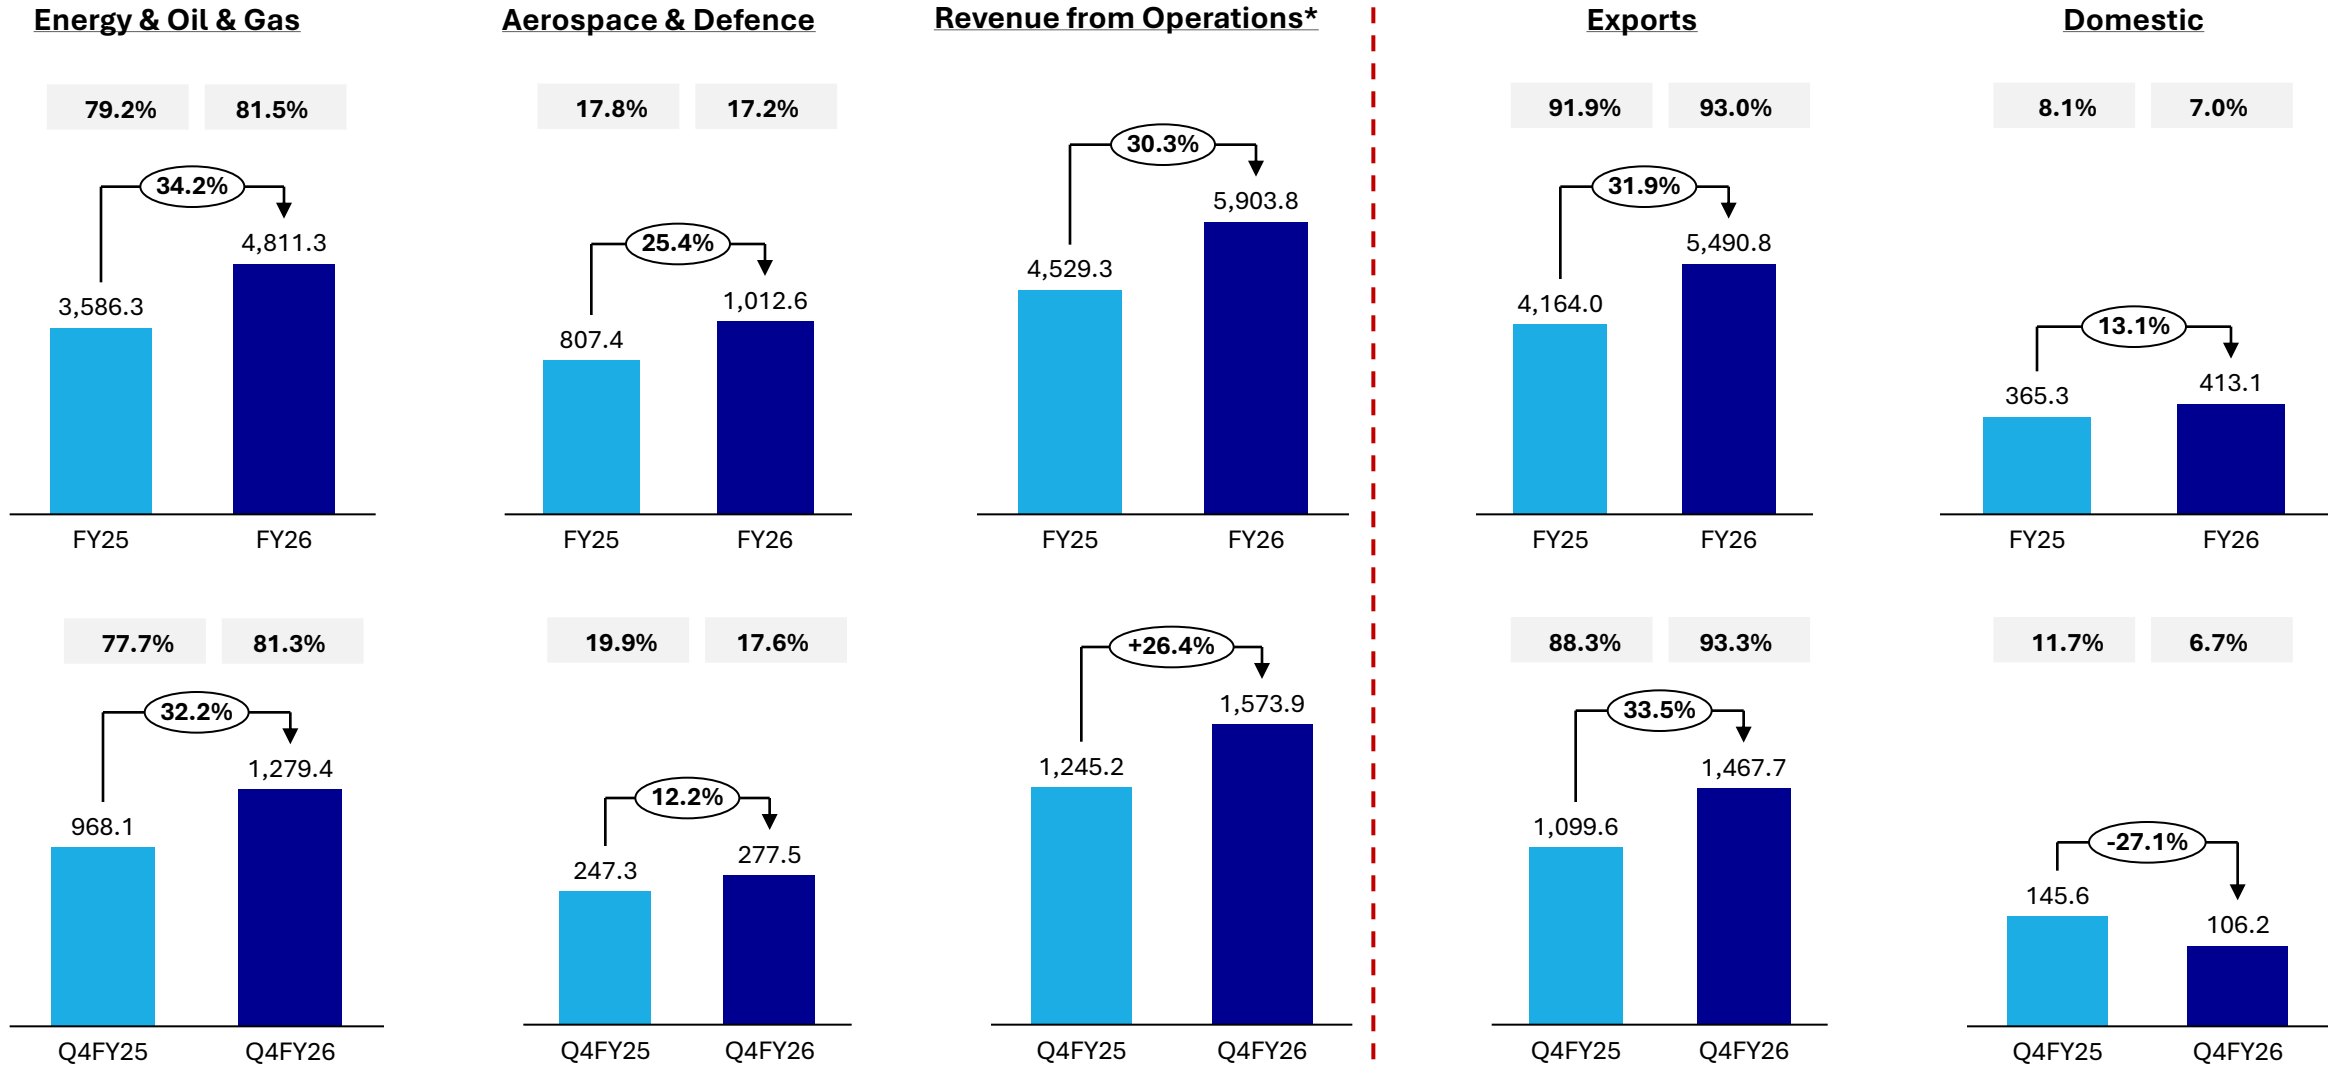 Energy & Oil & Gas
79.2% 81.5%
34.2%
3,586.3 4,811.3
FY25 FY26
Aerospace & Defence
17.8% 17.2%
25.4%
807.4 1,012.6
FY25 FY26
Revenue from Operations*
30.3%
4,529.3 5,903.8
FY25 FY26
Exports
91.9% 93.0%
31.9%
4,164.0 5,490.8
FY25 FY26
Domestic
8.1% 7.0%
13.1%
365.3 413.1
FY25 FY26
77.7% 81.3%
32.2%
968.1 1,279.4
Q4FY25 Q4FY26
19.9% 17.6%
12.2%
247.3 277.5
Q4FY25 Q4FY26
+26.4%
1,245.2 1,573.9
Q4FY25 Q4FY26
88.3% 93.3%
33.5%
1,099.6 1,467.7
Q4FY25 Q4FY26
11.7% 6.7%
-27.1%
145.6 106.2
Q4FY25 Q4FY26